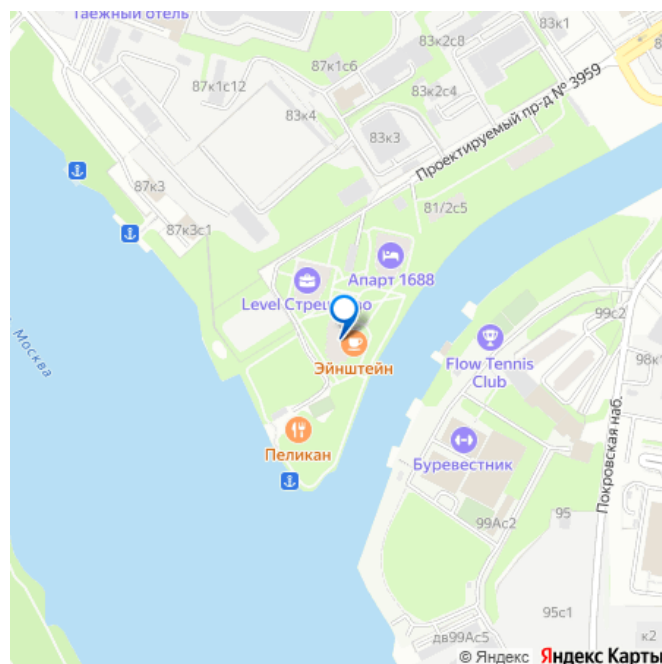 Таёжный отель
83к1
83к2с8
87к1с6
87к1с12
83к2с4
83к4
83к3
Проектируемый пр-д № 3959
87к3
81/2с5
87к3с1
Апарт 1688
Level Стрешнево
99с2
Москва
Flow Tennis
Club
98к1
Эйнштейн
Покровская наб.
Пеликан
Буревестник
95
99Ас2
95с1
дв99Ас5
к2
© Яндекс Яндекс Карты